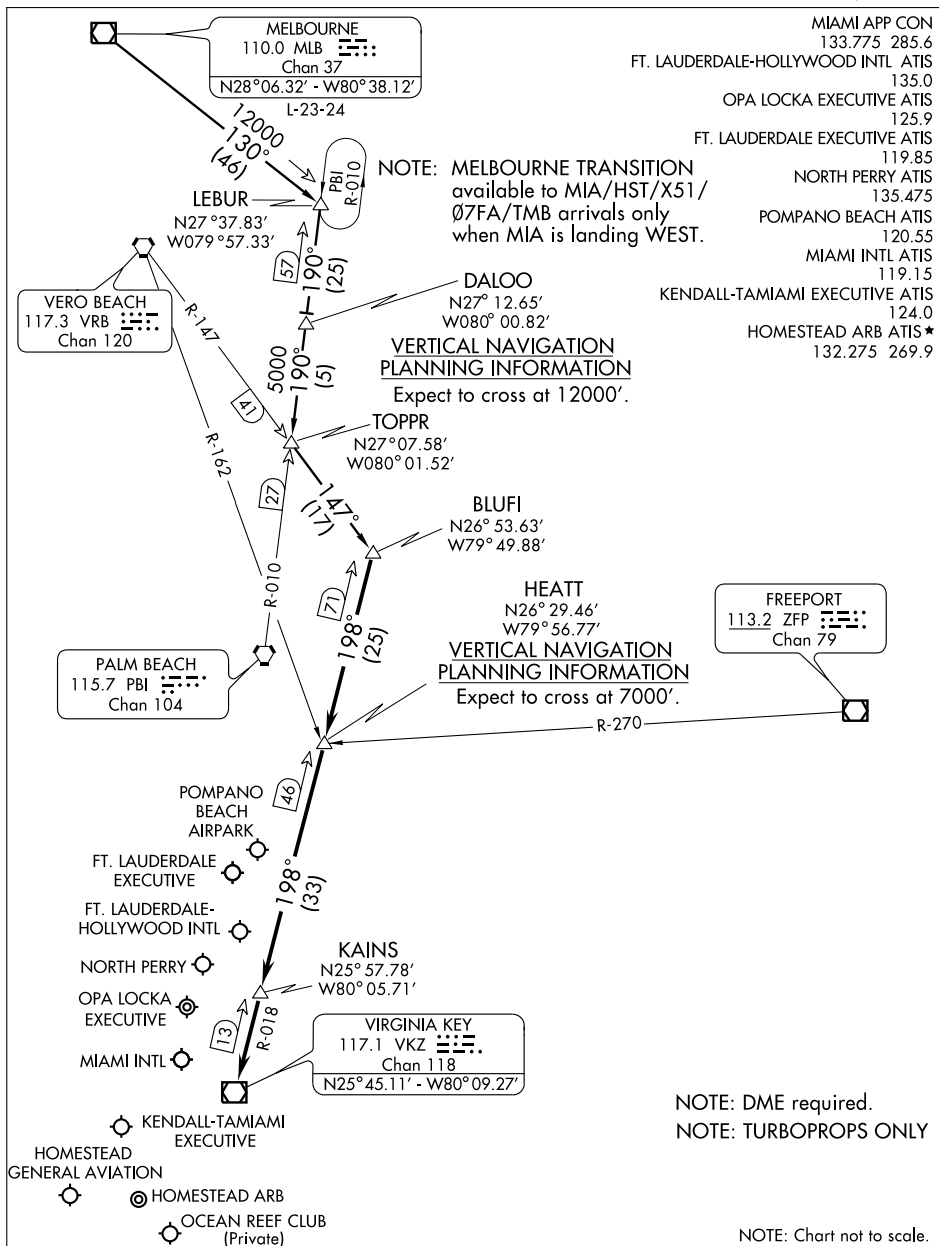 MELBOURNE
110.0 MLB
Chan 37
N28°06.32' - W80°38.12'
L-23-24
MIAMI APP CON
133.775 285.6
FT. LAUDERDALE-HOLLYWOOD INTL ATIS
135.0
OPA LOCKA EXECUTIVE ATIS
125.9
FT. LAUDERDALE EXECUTIVE ATIS
119.85
NORTH PERRY ATIS
135.475
POMPANO BEACH ATIS
120.55
MIAMI INTL ATIS
119.15
KENDALL-TAMIAMI EXECUTIVE ATIS
124.0
HOMESTEAD ARB ATIS★
132.275 269.9
12000
130°
(46)
PBI
R-010
NOTE: MELBOURNE TRANSITION
available to MIA/HST/X51/
Ø7FA/TMB arrivals only
when MIA is landing WEST.
LEBUR
N27°37.83'
W079°57.33'
57
190°
(25)
DALOO
N27°12.65'
W080°00.82'
VERTICAL NAVIGATION
PLANNING INFORMATION
Expect to cross at 12000'.
VERO BEACH
117.3 VRB
Chan 120
R-147
41
R-162
5000
190°
(5)
TOPPR
N27°07.58'
W080°01.52'
27
R-010
147°
(17)
BLUFI
N26°53.63'
W79°49.88'
71
198°
(25)
HEATT
N26°29.46'
W79°56.77'
VERTICAL NAVIGATION
PLANNING INFORMATION
Expect to cross at 7000'.
FREEPORT
113.2 ZFP
Chan 79
R-270
PALM BEACH
115.7 PBI
Chan 104
46
198°
(33)
POMPANO
BEACH
AIRPARK
FT. LAUDERDALE
EXECUTIVE
FT. LAUDERDALE-
HOLLYWOOD INTL
NORTH PERRY
OPA LOCKA
EXECUTIVE
MIAMI INTL
KAINS
N25°57.78'
W80°05.71'
13
R-018
VIRGINIA KEY
117.1 VKZ
Chan 118
N25°45.11' - W80°09.27'
KENDALL-TAMIAMI
EXECUTIVE
HOMESTEAD
GENERAL AVIATION
HOMESTEAD ARB
OCEAN REEF CLUB
(Private)
NOTE: DME required.
NOTE: TURBOPROPS ONLY
NOTE: Chart not to scale.